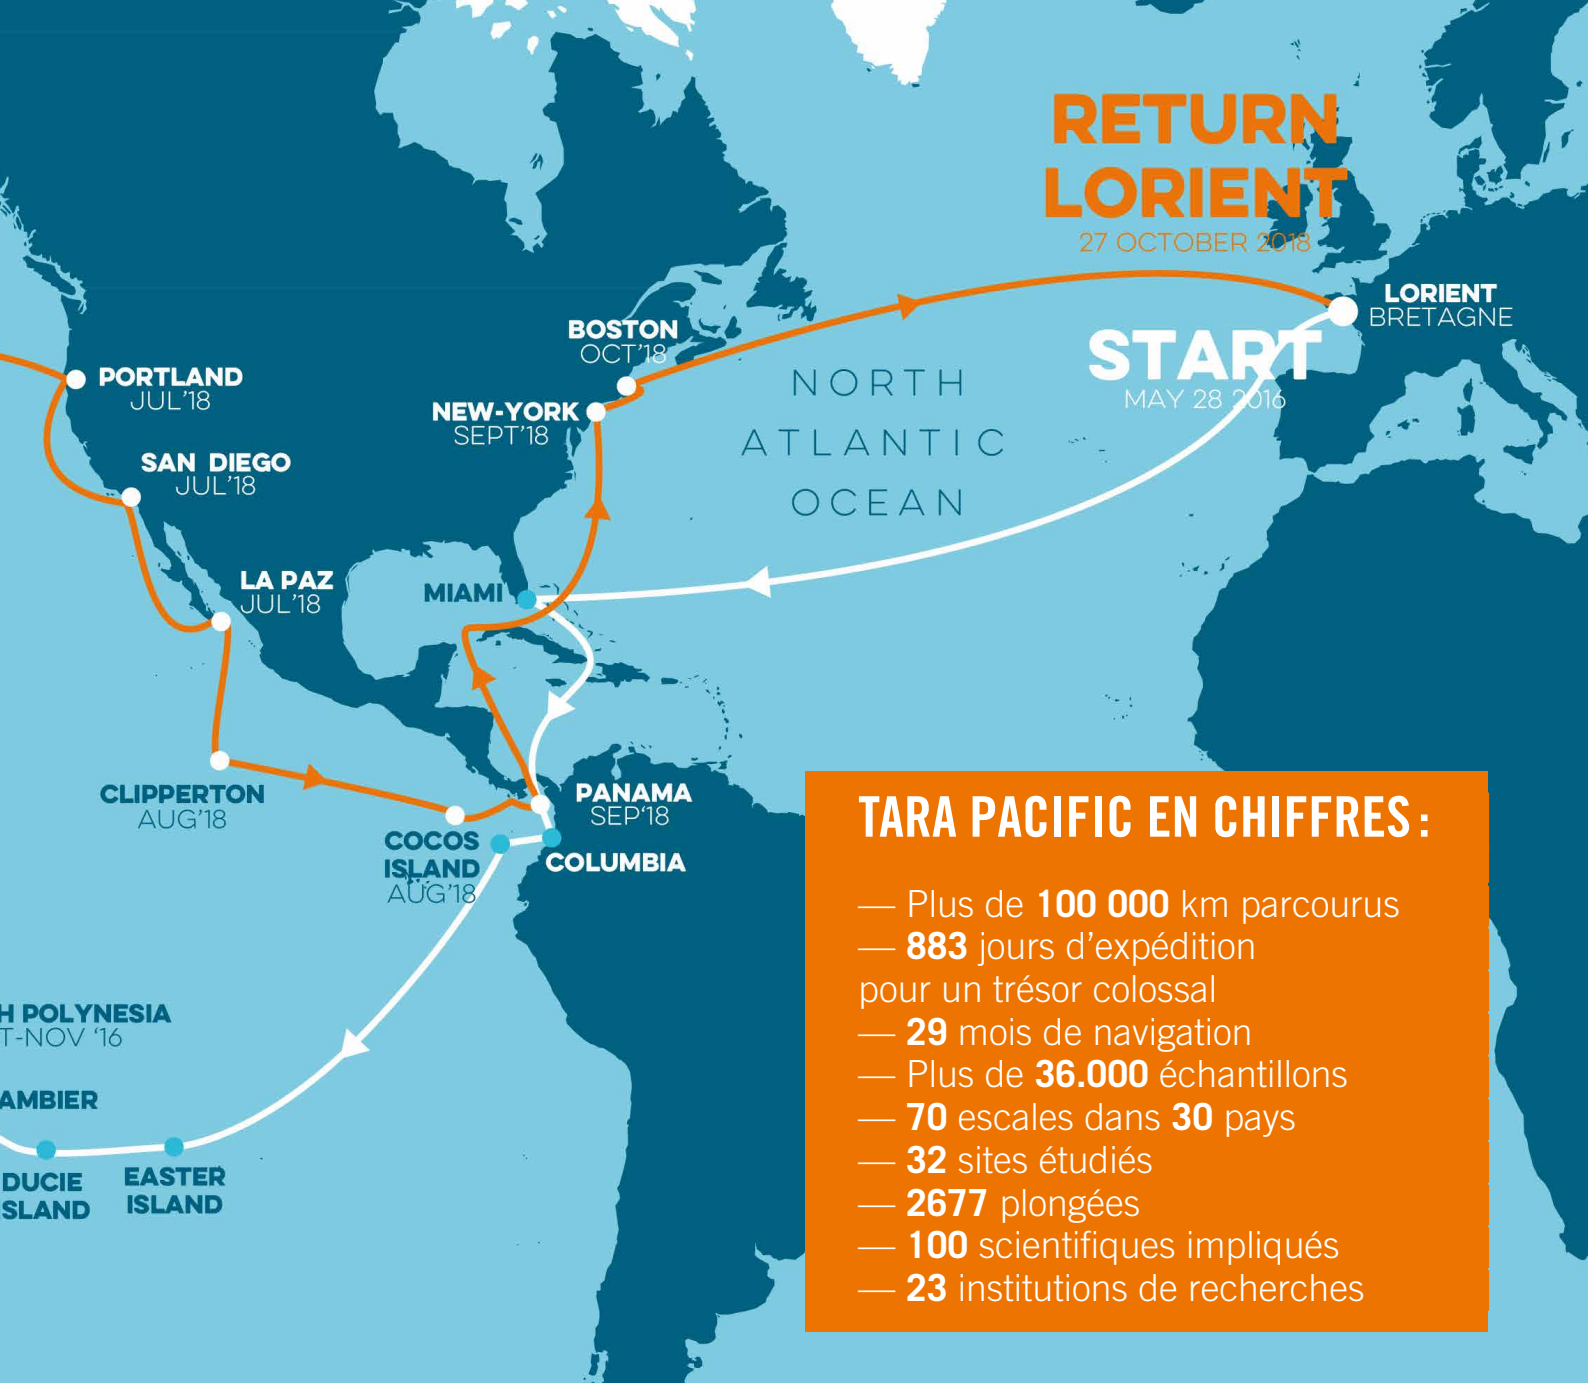 RETURN
LORIENT
27 OCTOBER 2018
LORIENT
BRETAGNE
START
MAY 28 2016
BOSTON
OCT'18
NORTH
ATLANTIC
OCEAN
PORTLAND
JUL'18
NEW-YORK
SEPT'18
SAN DIEGO
JUL'18
LA PAZ
JUL'18
MIAMI
CLIPPERTON
AUG'18
PANAMA
SEP'18
COCOS
ISLAND
AUG'18
COLUMBIA
H POLYNESIA
T-NOV '16
AMBIER
DUCIE
SLAND
EASTER
ISLAND
TARA PACIFIC EN CHIFFRES :
— Plus de 100 000 km parcourus
— 883 jours d'expédition
pour un trésor colossal
— 29 mois de navigation
— Plus de 36.000 échantillons
— 70 escales dans 30 pays
— 32 sites étudiés
— 2677 plongées
— 100 scientifiques impliqués
— 23 institutions de recherches